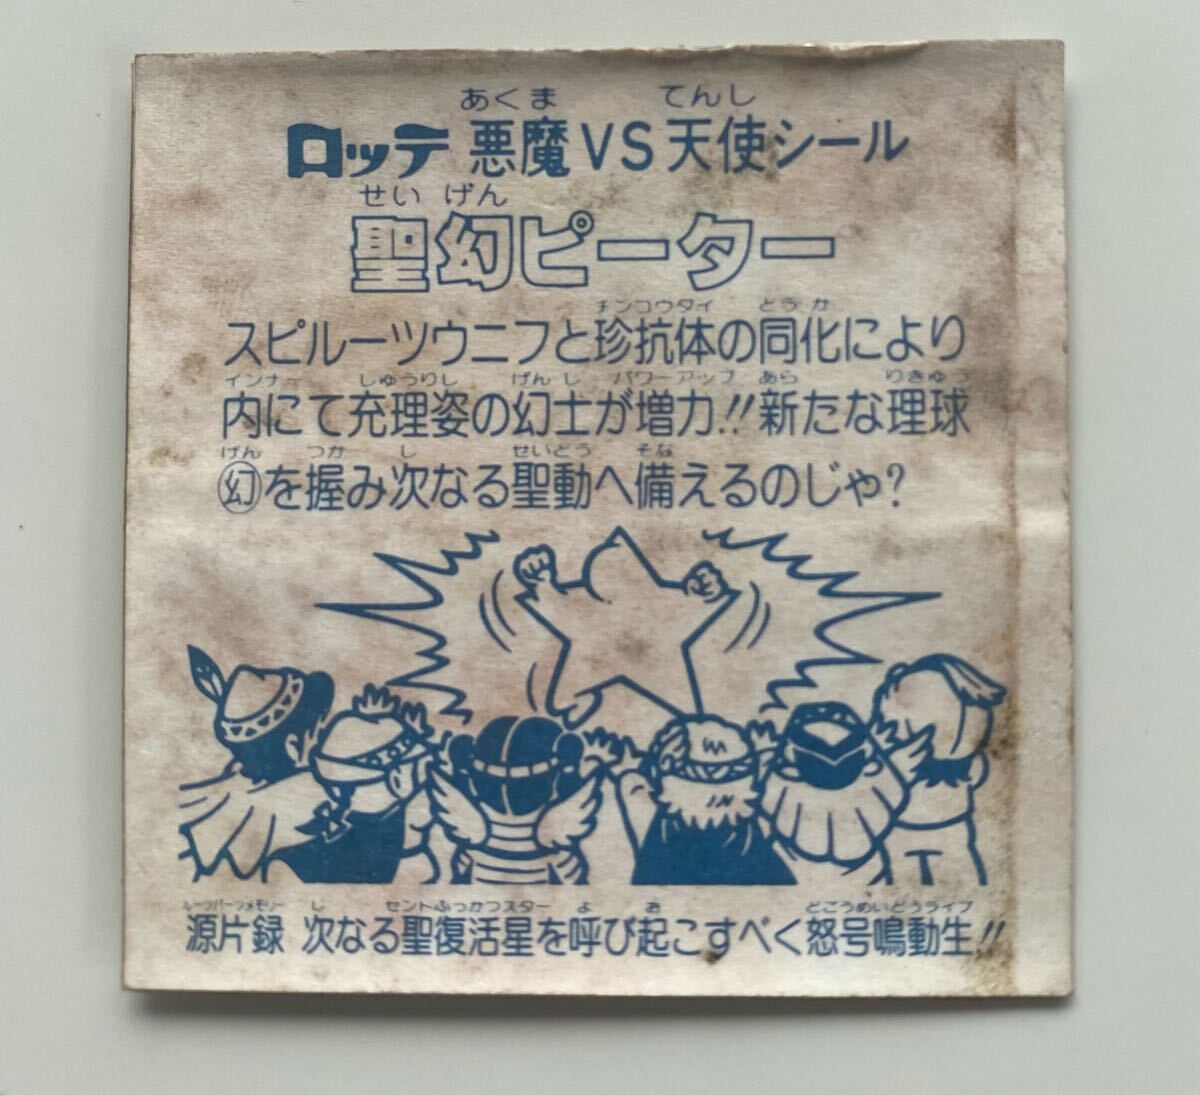 あくま てんし
ロッテ 悪魔VS天使シール
せい げん
聖幻ピーター
チンコウタイ どうか
スピルーツウニフと珍抗体の同化により
インナー しゅうりし げんし パワーアップ あら りきゅう
内にて充理姿の幻士が増力!!新たな理球
げん つか じ せいとう そな
㋑幻を握み次なる聖動へ備えるのじゃ?
T
ルーツパーツメモリー じ セントふっかつスター よ お どこうめいどうライブ
源片録 次なる聖復活星を呼び起こすべく怒号鳴動生!!